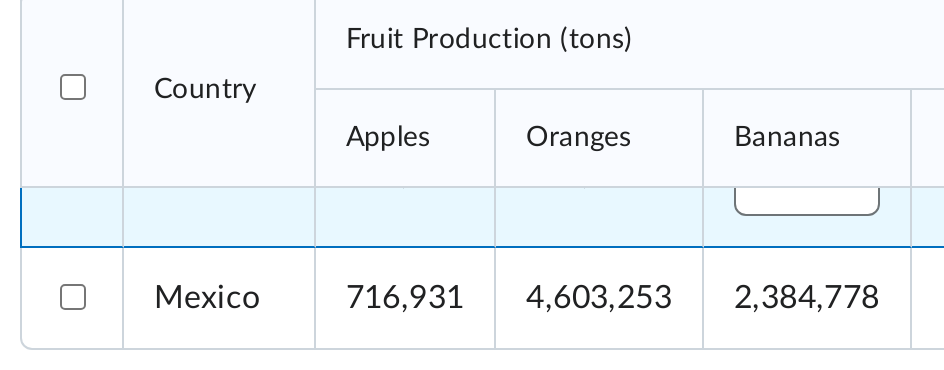 Fruit Production (tons)
Country
Apples Oranges Bananas
Mexico 716,931 4,603,253 2,384,778